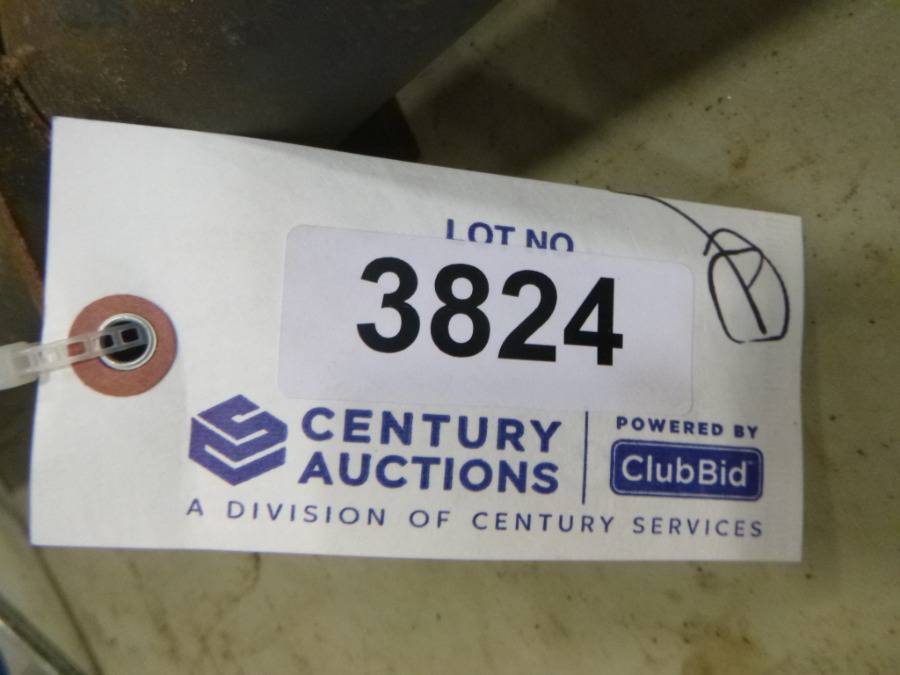 LOT NO
3824
P
CENTURY
AUCTIONS
POWERED BY
ClubBid
A DIVISION OF CENTURY SERVICES